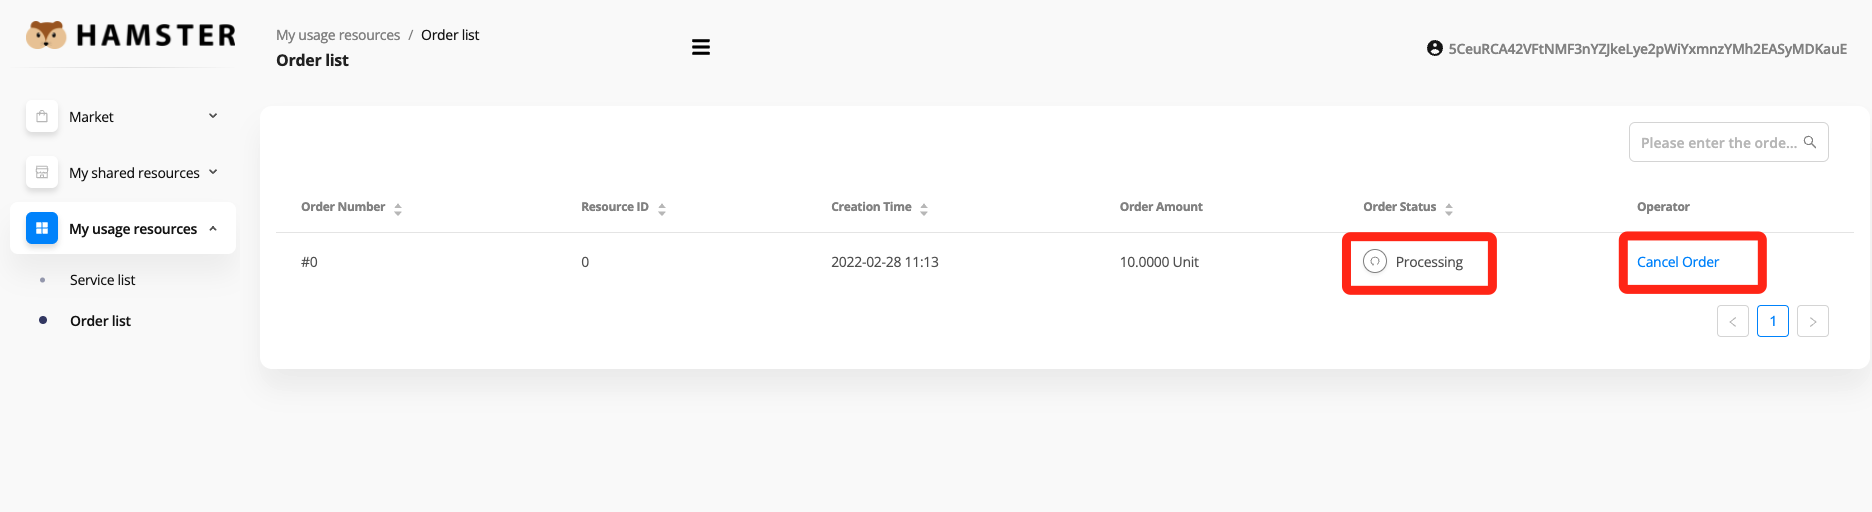 HAMSTER
My usage resources / Order list
Order list
5CeuRCA42VFtNMF3nYZJkeLye2pWiYxmnzYMh2EASyMDKauE
Market
My shared resources
My usage resources
Service list
Order list
Please enter the orde...
Order Number Resource ID Creation Time Order Amount Order Status Operator
#0 0 2022-02-28 11:13 10.0000 Unit Processing Cancel Order
< 1 >